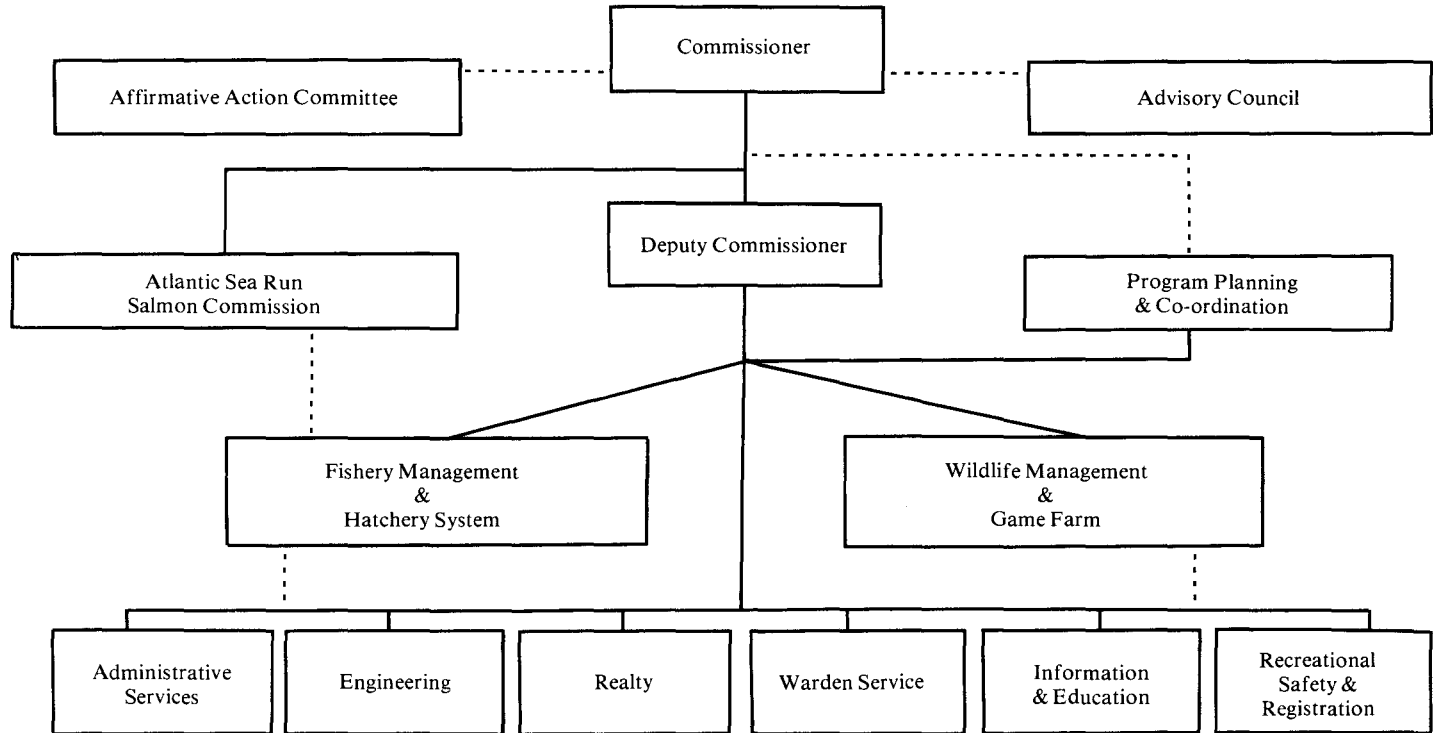 Commissioner
Affirmative Action Committee
Advisory Council
Deputy Commissioner
Atlantic Sea Run
Salmon Commission
Program Planning
& Co-ordination
Fishery Management
&
Hatchery System
Wildlife Management
&
Game Farm
Administrative
Services
Engineering
Realty
Warden Service
Information
& Education
Recreational
Safety &
Registration